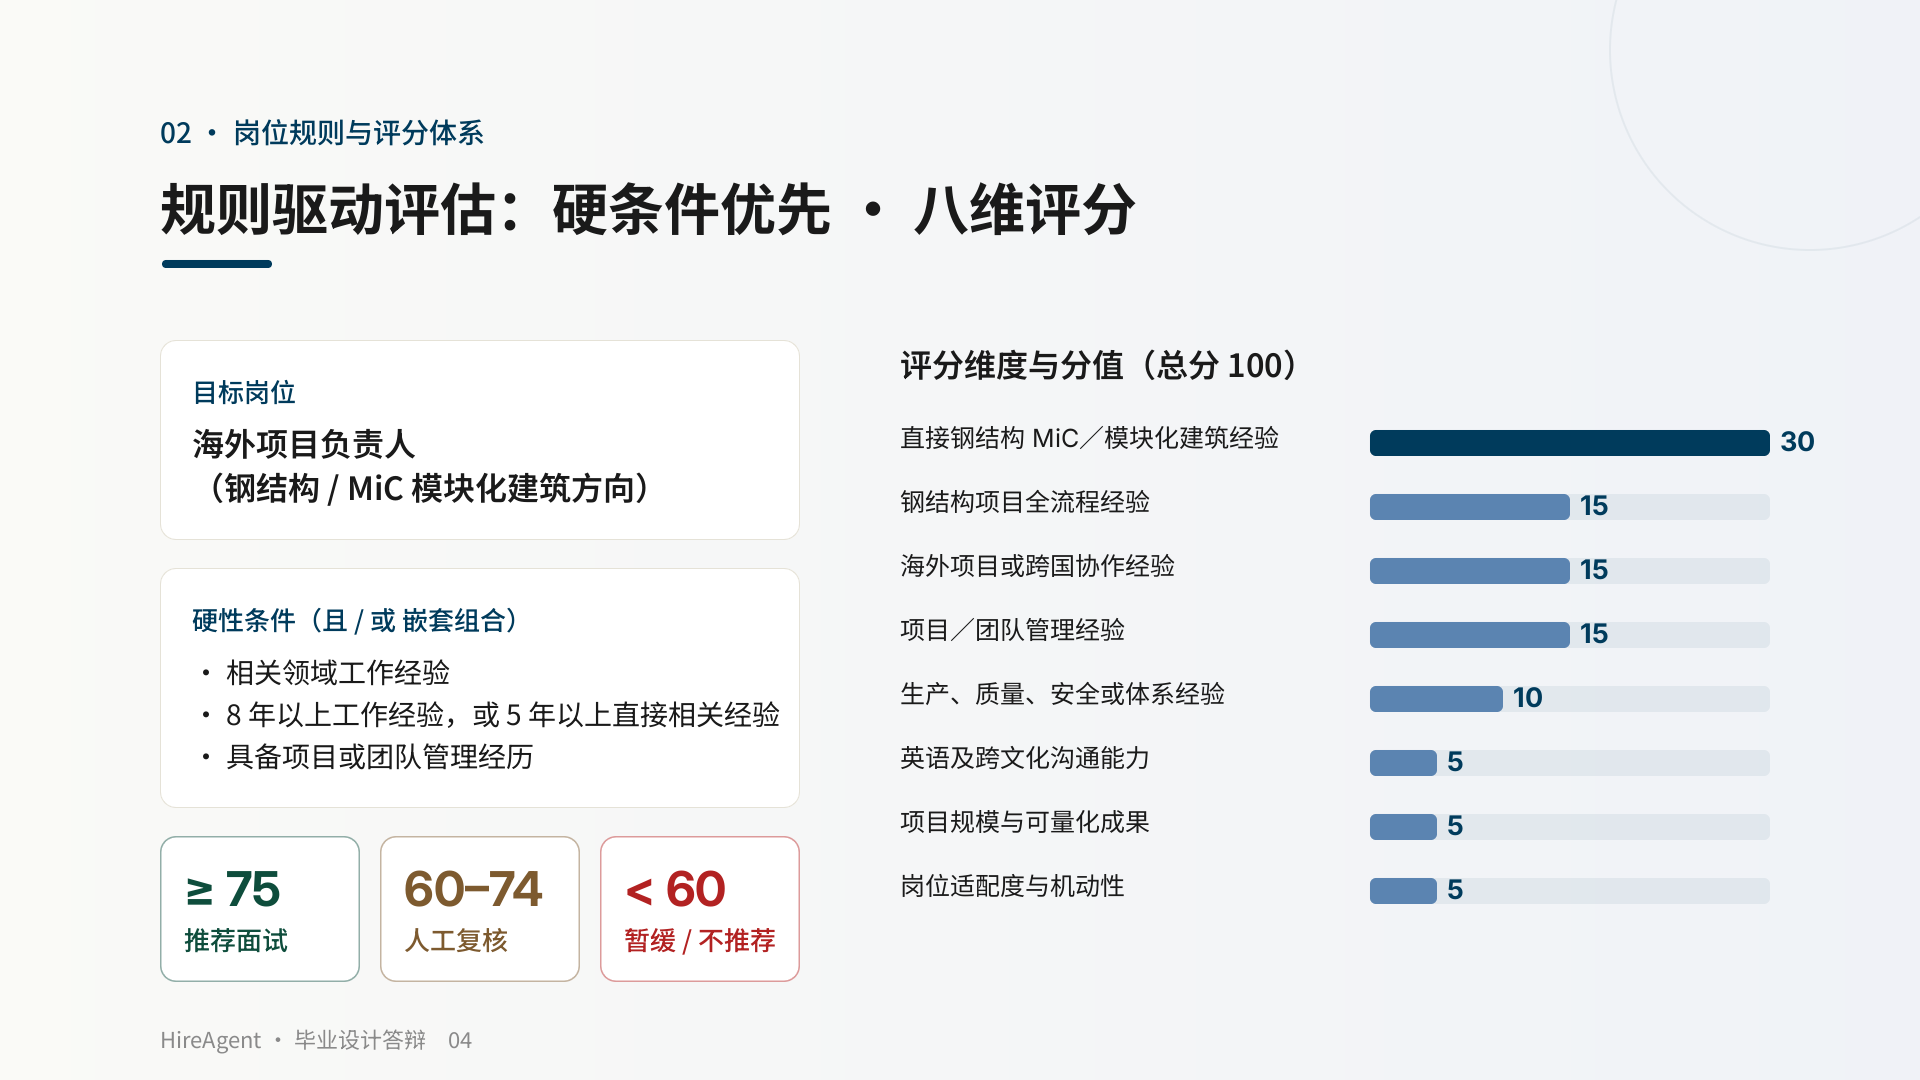 02 · 岗位规则与评分体系
规则驱动评估：硬条件优先 · 八维评分
目标岗位
海外项目负责人
（钢结构 / MiC 模块化建筑方向）
硬性条件（且 / 或 嵌套组合）
· 相关领域工作经验
· 8 年以上工作经验，或 5 年以上直接相关经验
· 具备项目或团队管理经历
≥ 75
推荐面试
60–74
人工复核
< 60
暂缓 / 不推荐
评分维度与分值（总分 100）
直接钢结构 MiC／模块化建筑经验 30
钢结构项目全流程经验 15
海外项目或跨国协作经验 15
项目／团队管理经验 15
生产、质量、安全或体系经验 10
英语及跨文化沟通能力 5
项目规模与可量化成果 5
岗位适配度与机动性 5
HireAgent · 毕业设计答辩 04